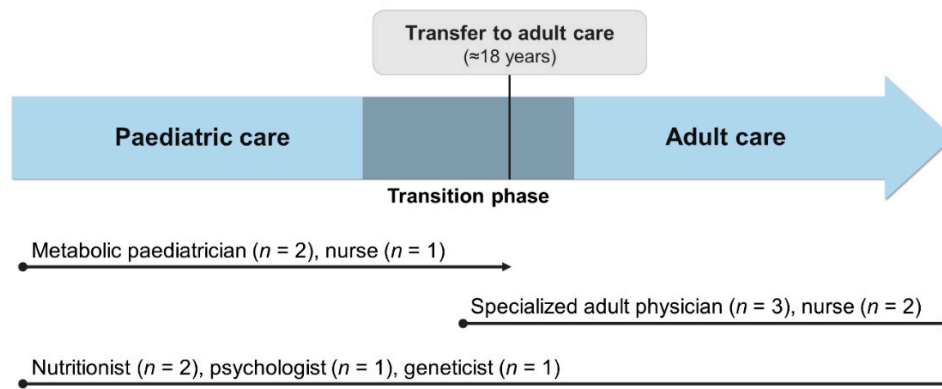 Transfer to adult care
(≈18 years)
Paediatric care
Adult care
Transition phase
Metabolic paediatrician (n = 2), nurse (n = 1)
Specialized adult physician (n = 3), nurse (n = 2)
Nutritionist (n = 2), psychologist (n = 1), geneticist (n = 1)